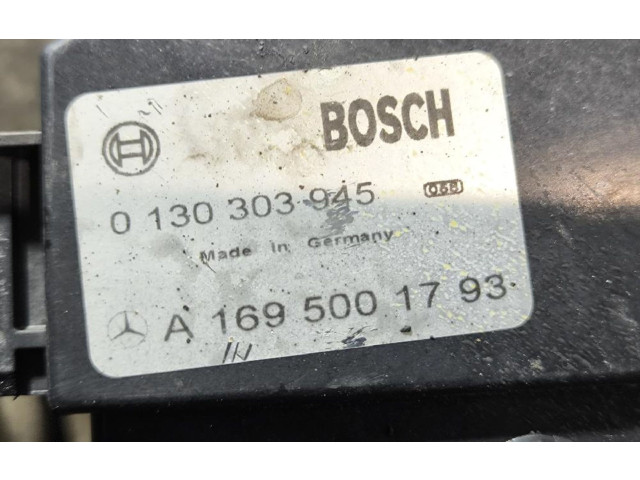 BOSCH
0 130 303 945 068
Made in Germany
A 169 500 17 93